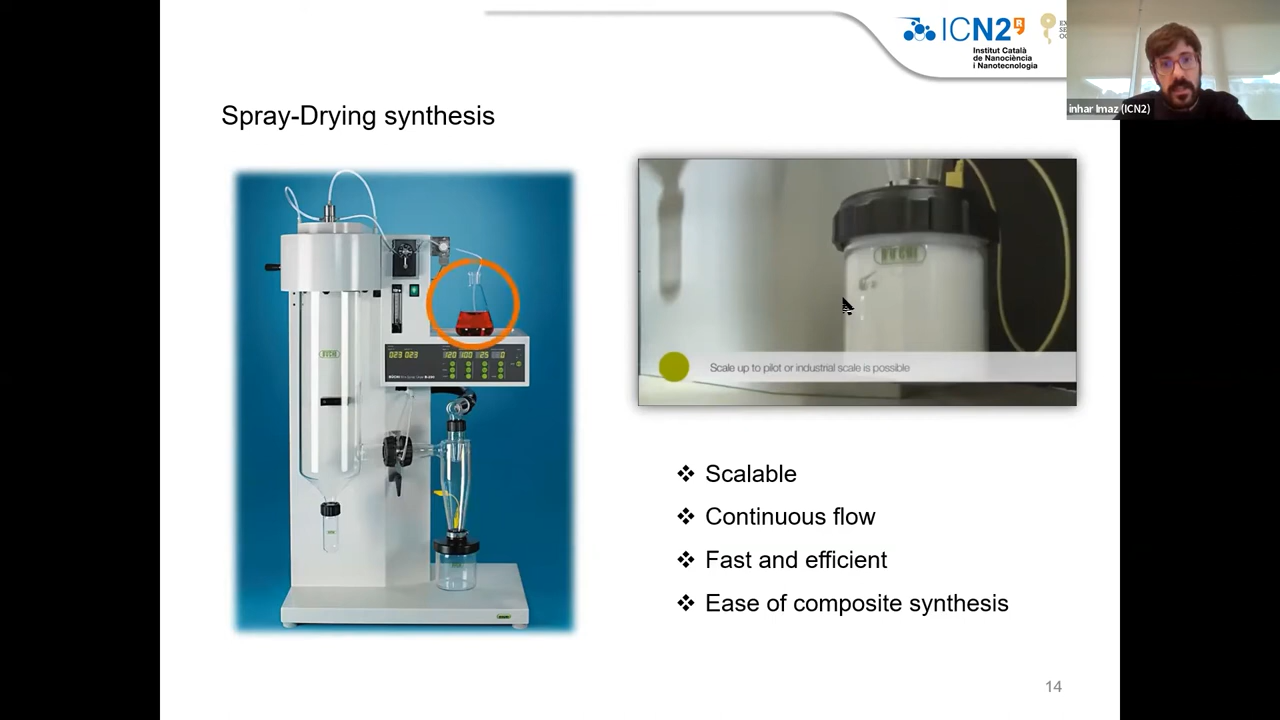 ICN2
Institut Català
de Nanociència
i Nanotecnologia
inhar Imaz (ICN2)
Spray-Drying synthesis
BUCHI
Scale up to pilot or industrial scale is possible
Scalable
Continuous flow
Fast and efficient
Ease of composite synthesis
14